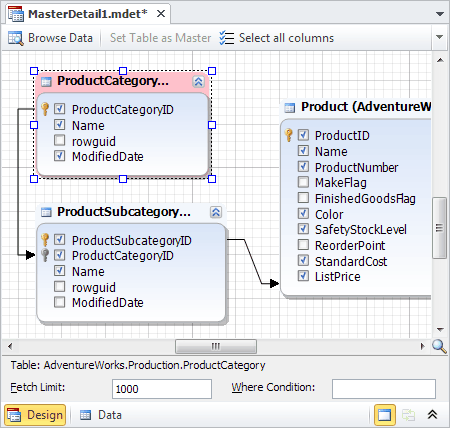 MasterDetail1.mdet*
Browse Data Set Table as Master Select all columns
ProductCategory...
ProductCategoryID
Name
rowguid
ModifiedDate
Product (AdventureWo
ProductID
Name
ProductNumber
MakeFlag
FinishedGoodsFlag
Color
SafetyStockLevel
ReorderPoint
StandardCost
ListPrice
ProductSubcategory...
ProductSubcategoryID
ProductCategoryID
Name
rowguid
ModifiedDate
Table: AdventureWorks.Production.ProductCategory
Fetch Limit: 1000 Where Condition:
Design Data